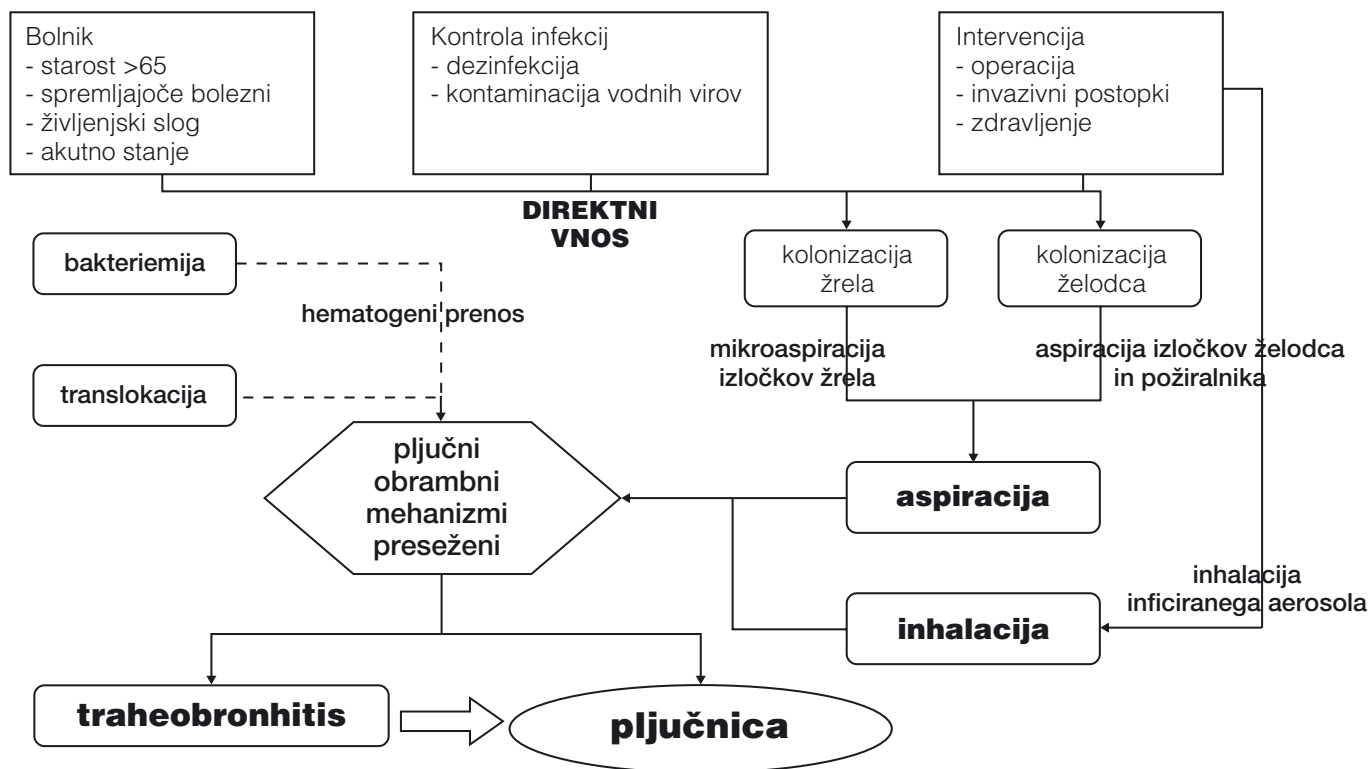 Bolnik
- starost >65
- spremljajoče bolezni
- življenjski slog
- akutno stanje
Kontrola infekcij
- dezinfekcija
- kontaminacija vodnih virov
Intervencija
- operacija
- invazivni postopki
- zdravljenje
DIREKTNI
VNOS
bakteriemija
hematogeni prenos
translokacija
kolonizacija
žrela
kolonizacija
želodca
mikroaspiracija
izločkov žrela
aspiracija izločkov želodca
in požiralnika
pljučni
obrambni
mehanizmi
preseženi
aspiracija
inhalacija
inficiranega aerosola
inhalacija
traheobronhitis
pljučnica